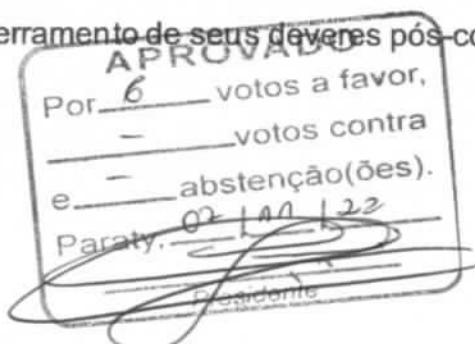 erramento de seus deveres pós-co
APROVADO
Por 6 votos a favor,
– votos contra
e – abstenção(ões).
Paraty, 02 / / 22
Presidente